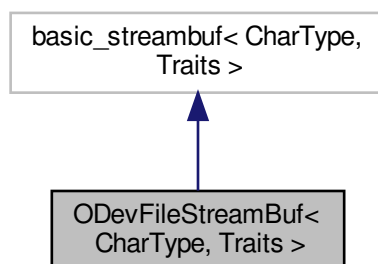 basic_streambuf< CharType,
Traits >
ODevFileStreamBuf<
CharType, Traits >